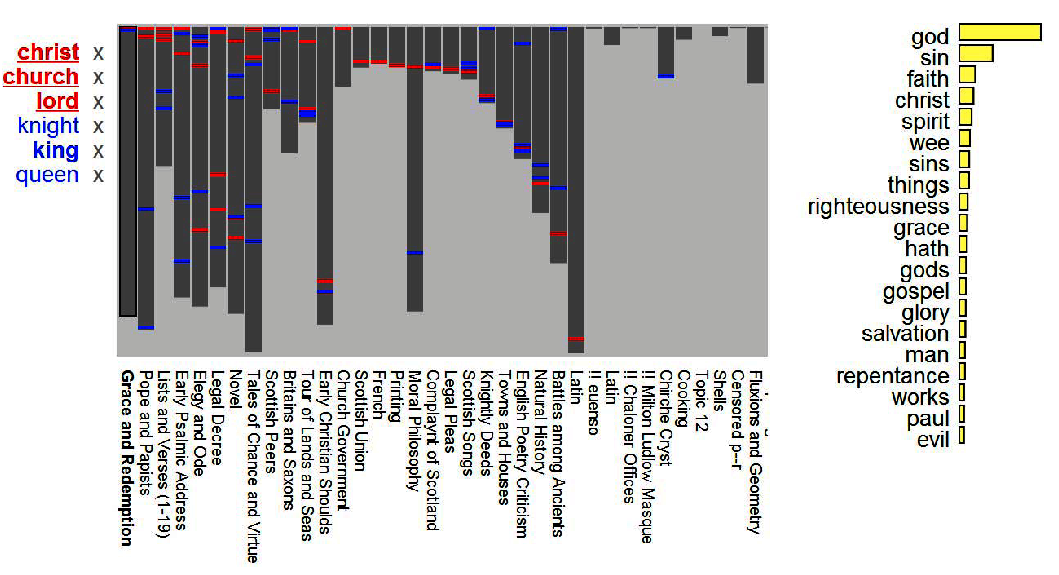 christ x
church x
lord x
knight x
king x
queen x
Grace and Redemption
Pope and Papists
Lists and Verses (1-19)
Early Psalmic Address
Elegy and Ode
Legal Decree
Novel
Tales of Chance and Virtue
Scottish Peers
Britains and Saxons
Tour of Lands and Seas
Early Christian Shoulds
Church Government
Scottish Union
French
Printing
Moral Philosophy
Complaynt of Scotland
Legal Pleas
Scottish Songs
Knightly Deeds
Towns and Houses
English Poetry Criticism
Natural History
Battles among Ancients
Latin
!! euenso
Latin
!! Chaloner Offices
!! Milton Ludlow Masque
Chirche Cryst
Cooking
Topic 12
Shells
Censored p--r
Fluxions and Geometry
god
sin
faith
christ
spirit
wee
sins
things
righteousness
grace
hath
gods
gospel
glory
salvation
man
repentance
works
paul
evil